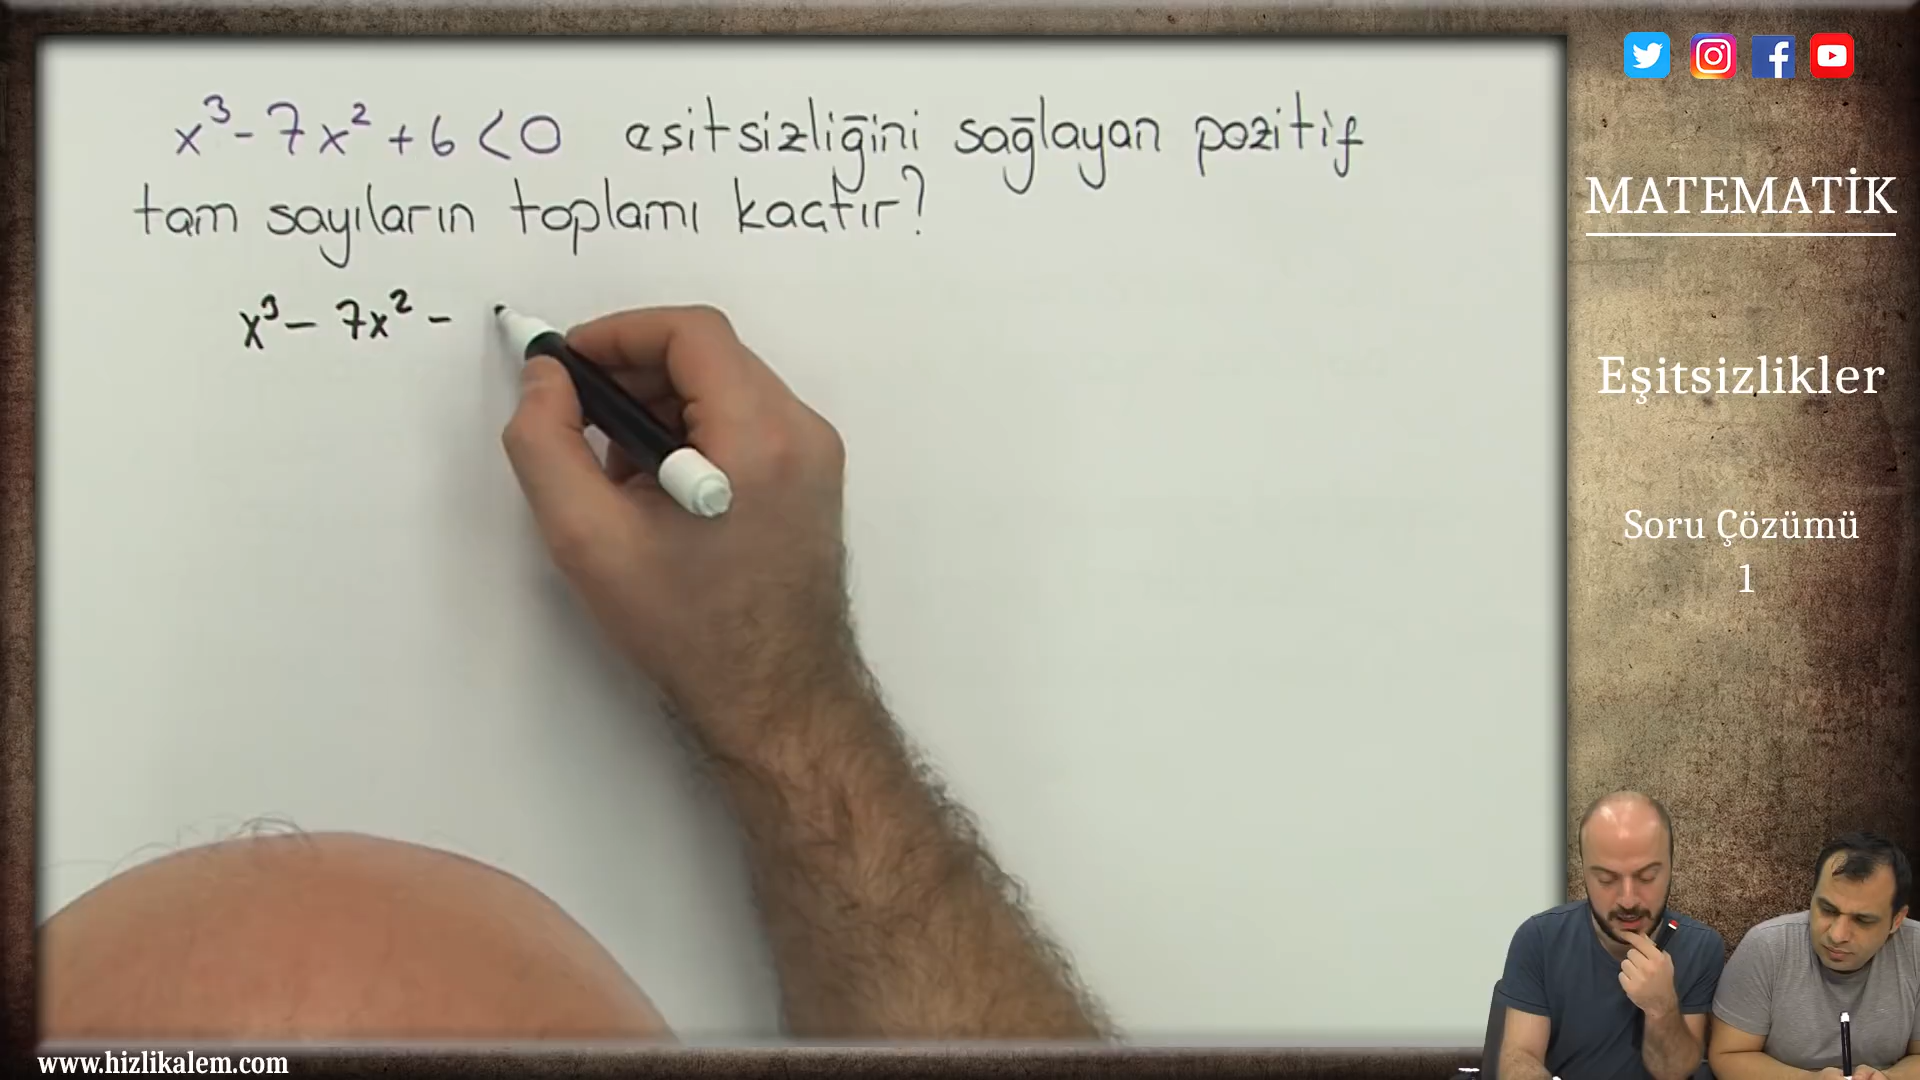 x³ - 7x² + 6 < 0 eşitsizliğini sağlayan pozitif
tam sayıların toplamı kaçtır?
x³ - 7x² -
MATEMATİK
Eşitsizlikler
Soru Çözümü
1
www.hizlikalem.com